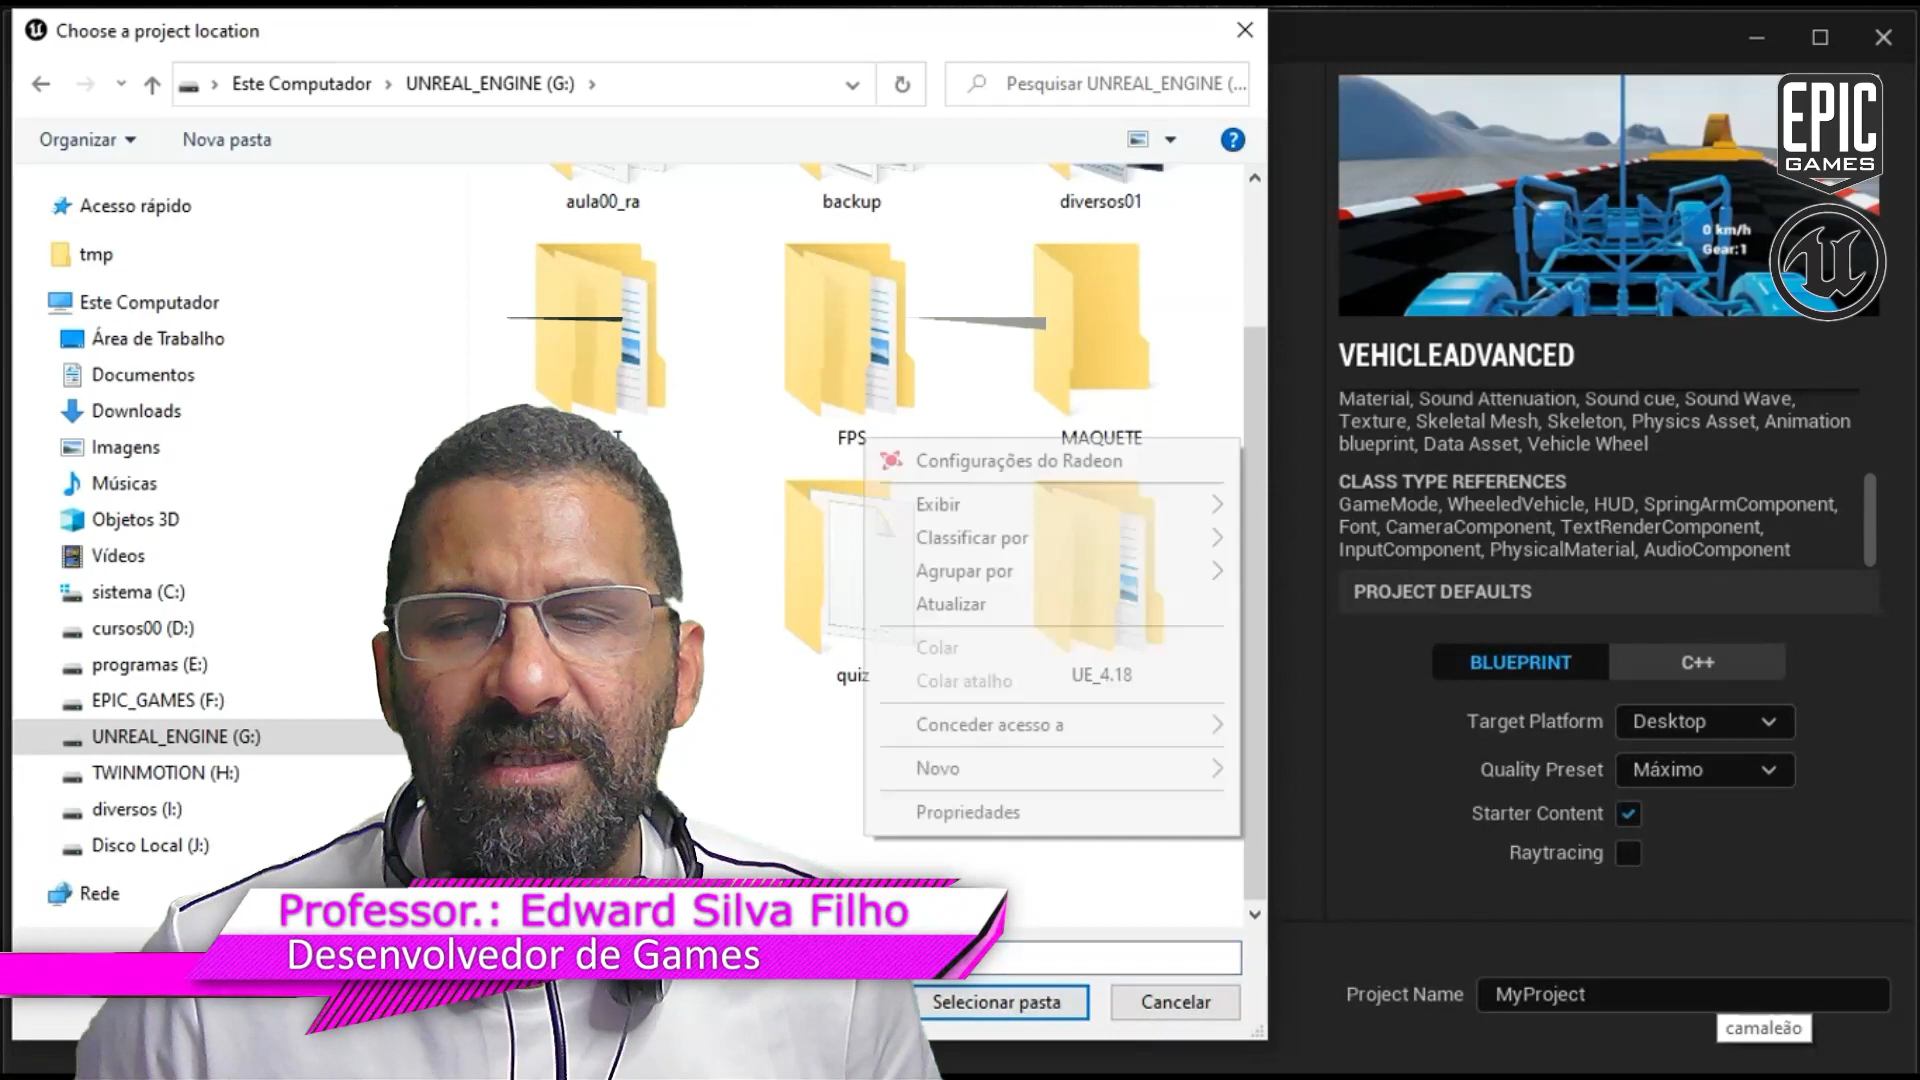 Choose a project location
Este Computador
UNREAL_ENGINE (G:)
Pesquisar UNREAL_ENGINE (...
Organizar
Nova pasta
?
Acesso rápido
tmp
Este Computador
Área de Trabalho
Documentos
Downloads
Imagens
Músicas
Objetos 3D
Vídeos
sistema (C:)
cursos00 (D:)
programas (E:)
EPIC_GAMES (F:)
UNREAL_ENGINE (G:)
TWINMOTION (H:)
diversos (I:)
Disco Local (J:)
Rede
aula00_ra
backup
diversos01
FPS
MAQUETE
quiz
UE_4.18
Configurações do Radeon
Exibir
Classificar por
Agrupar por
Atualizar
Colar
Colar atalho
Conceder acesso a
Novo
Propriedades
Professor.: Edward Silva Filho
Desenvolvedor de Games
Selecionar pasta
Cancelar
EPIC
GAMES
0 km/h
Gear: 1
VEHICLEADVANCED
Material, Sound Attenuation, Sound cue, Sound Wave,
Texture, Skeletal Mesh, Skeleton, Physics Asset, Animation
blueprint, Data Asset, Vehicle Wheel
CLASS TYPE REFERENCES
GameMode, WheeledVehicle, HUD, SpringArmComponent,
Font, CameraComponent, TextRenderComponent,
InputComponent, PhysicalMaterial, AudioComponent
PROJECT DEFAULTS
BLUEPRINT
C++
Target Platform
Desktop
Quality Preset
Máximo
Starter Content
Raytracing
Project Name
MyProject
camaleão